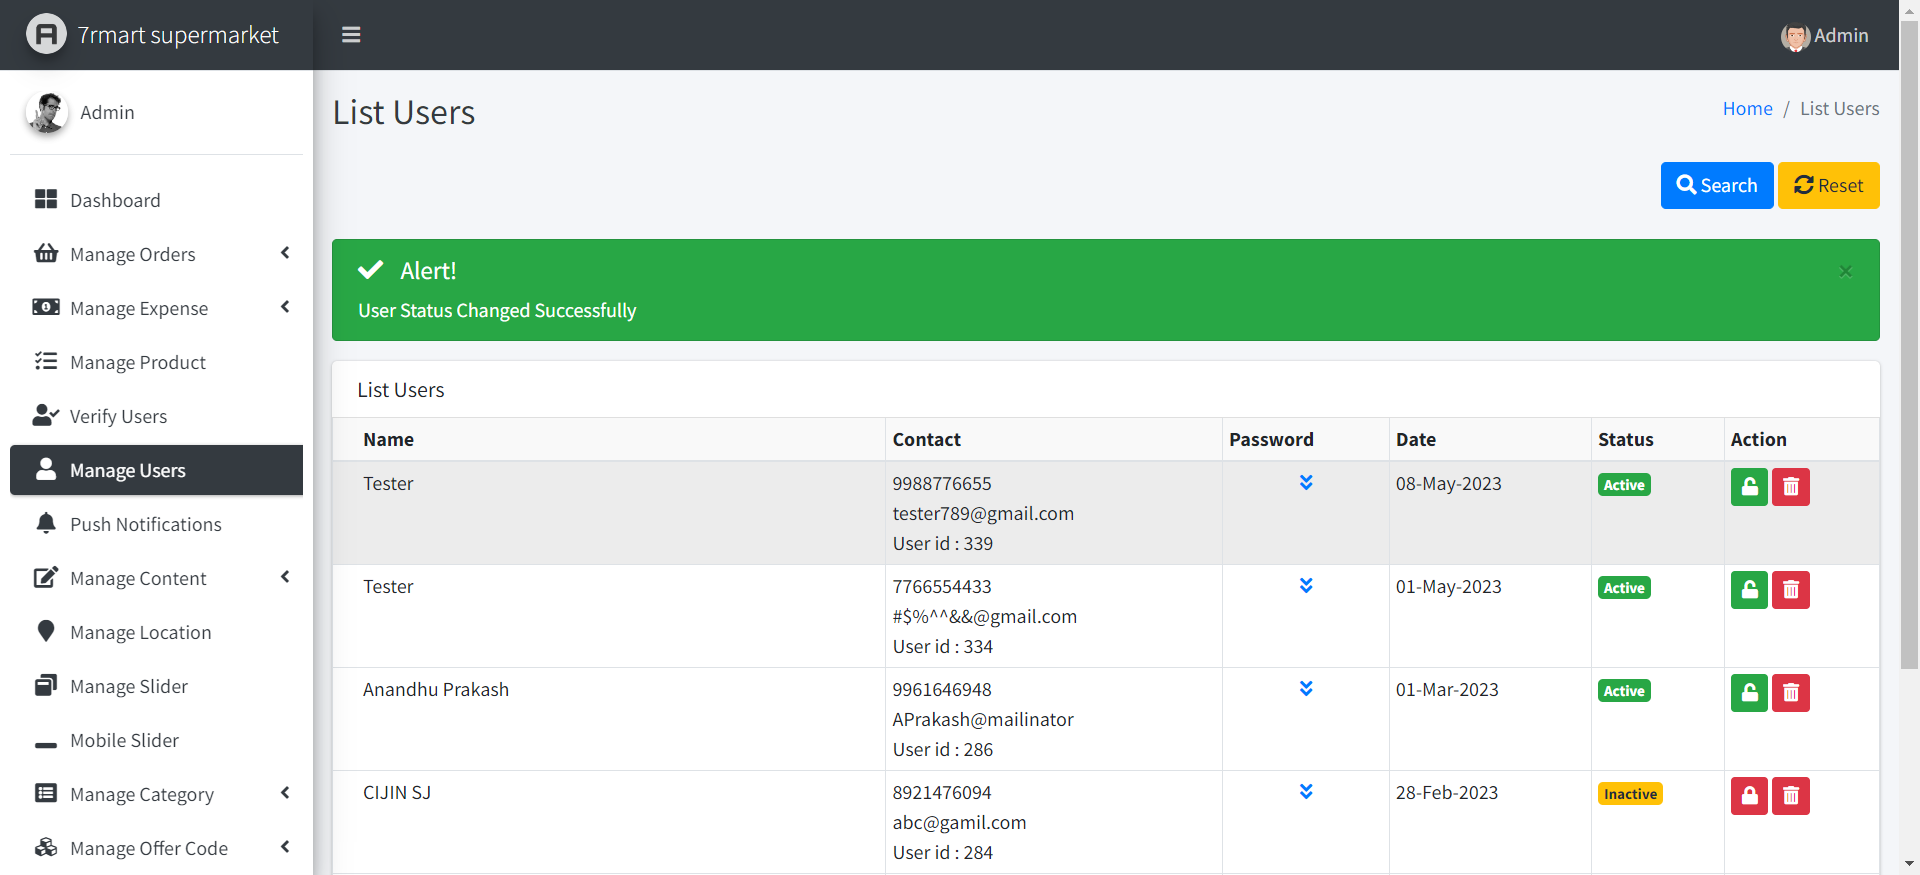 7rmart supermarket
Admin
Admin
List Users
Home / List Users
Search
Reset
Dashboard
Manage Orders
Manage Expense
Manage Product
Verify Users
Manage Users
Push Notifications
Manage Content
Manage Location
Manage Slider
Mobile Slider
Manage Category
Manage Offer Code
Alert!
×
User Status Changed Successfully
List Users
Name Contact Password Date Status Action
Tester 9988776655 08-May-2023 Active
tester789@gmail.com
User id : 339
Tester 7766554433 01-May-2023 Active
#$%^^&&@gmail.com
User id : 334
Anandhu Prakash 9961646948 01-Mar-2023 Active
APrakash@mailinator
User id : 286
CIJIN SJ 8921476094 28-Feb-2023 Inactive
abc@gamil.com
User id : 284